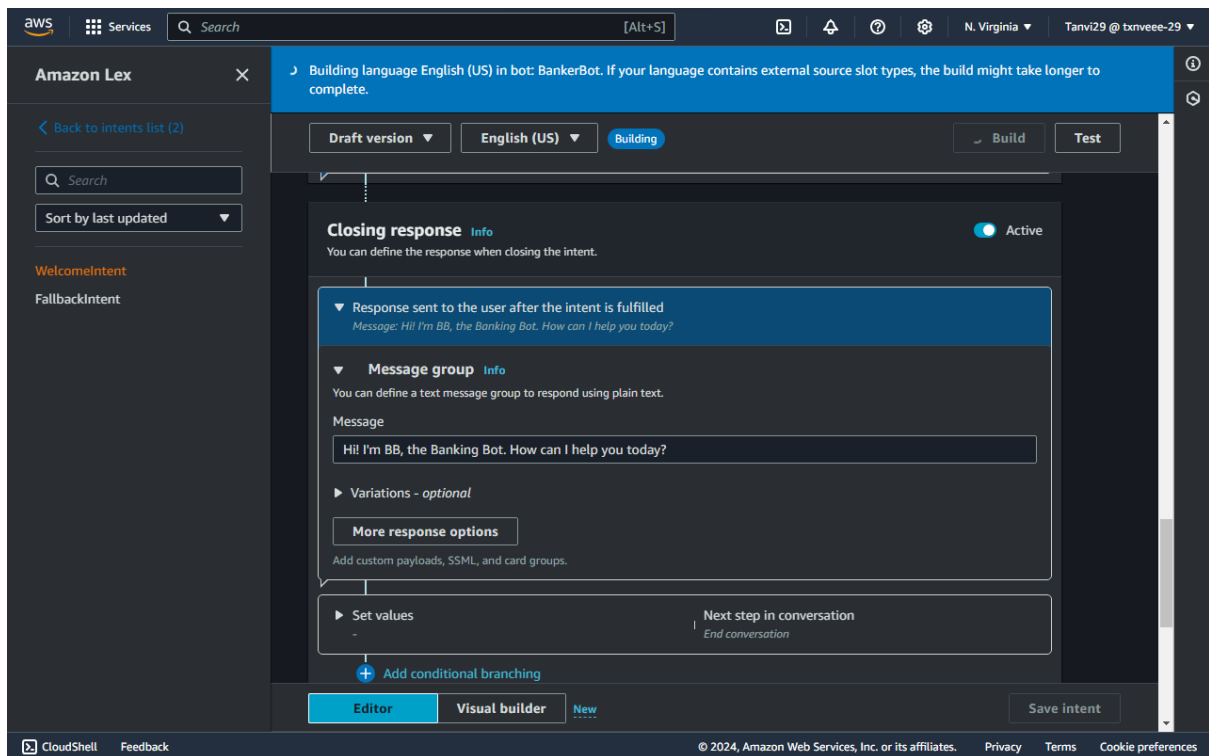 aws Services Search [Alt+S] N. Virginia Tanvi29 @ txnveee-29
Amazon Lex
Back to intents list (2)
Search
Sort by last updated
WelcomeIntent
FallbackIntent
Building language English (US) in bot: BankerBot. If your language contains external source slot types, the build might take longer to
complete.
Draft version English (US) Building Build Test
Closing response Info Active
You can define the response when closing the intent.
Response sent to the user after the intent is fulfilled
Message: Hi! I'm BB, the Banking Bot. How can I help you today?
Message group Info
You can define a text message group to respond using plain text.
Message
Hi! I'm BB, the Banking Bot. How can I help you today?
Variations - optional
More response options
Add custom payloads, SSML, and card groups.
Set values Next step in conversation
- End conversation
Add conditional branching
Editor Visual builder New Save intent
CloudShell Feedback © 2024, Amazon Web Services, Inc. or its affiliates. Privacy Terms Cookie preferences